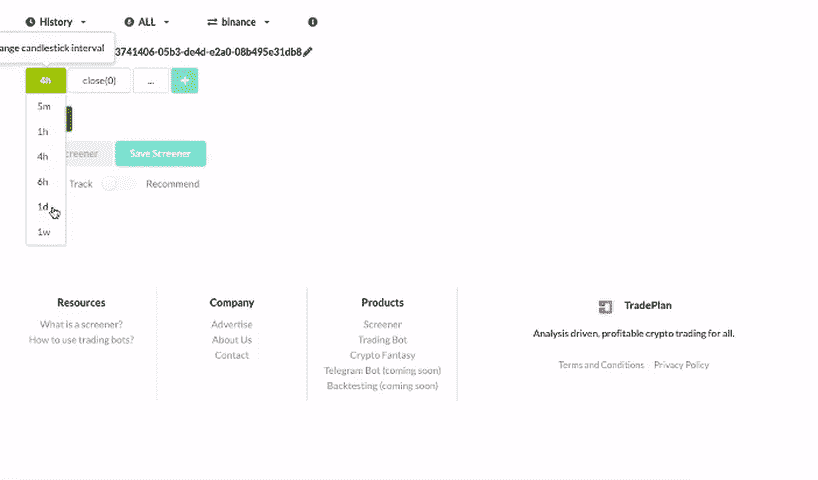 History ALL binance
ange candlestick interval
3741406-05b3-de4d-e2a0-08b495e31db8
4h close(0) ... +
5m
1h
4h
creener Save Screener
6h Track Recommend
1d
1w
Resources
What is a screener?
How to use trading bots?
Company
Advertise
About Us
Contact
Products
Screener
Trading Bot
Crypto Fantasy
Telegram Bot (coming soon)
Backtesting (coming soon)
TradePlan
Analysis driven, profitable crypto trading for all.
Terms and Conditions Privacy Policy